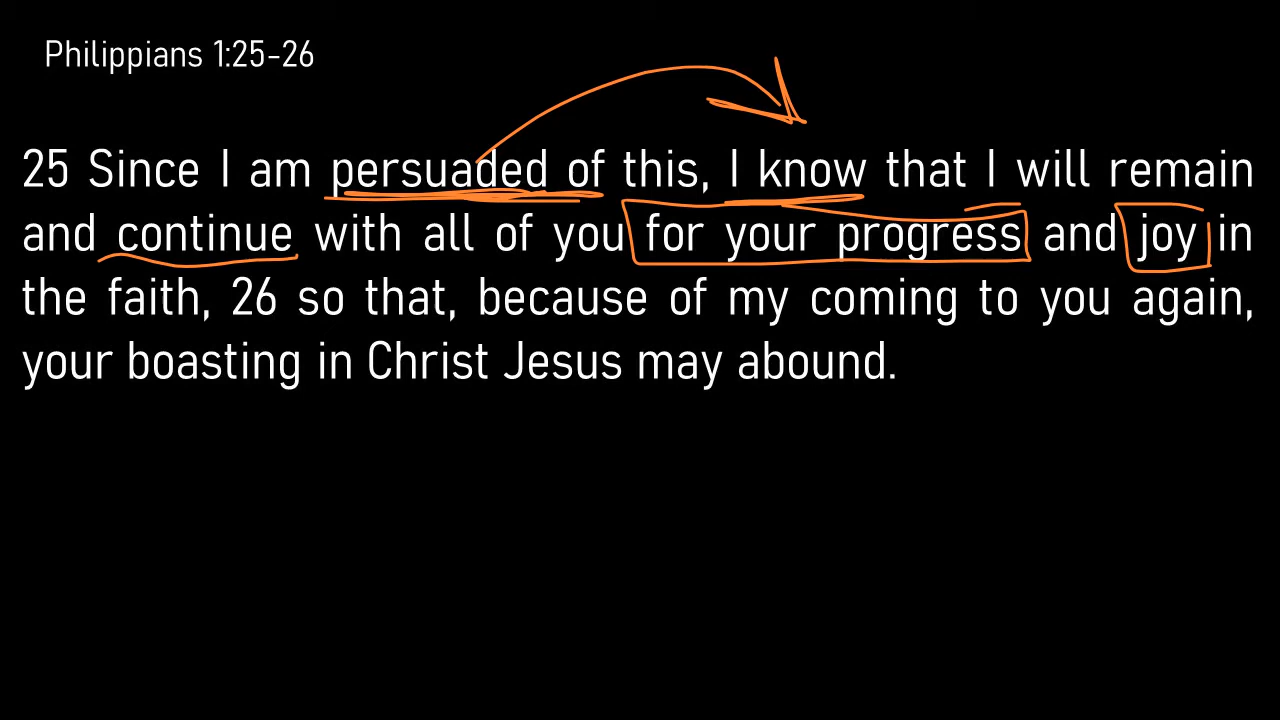 Philippians 1:25-26
25 Since I am persuaded of this, I know that I will remain
and continue with all of you for your progress and joy in
the faith, 26 so that, because of my coming to you again,
your boasting in Christ Jesus may abound.